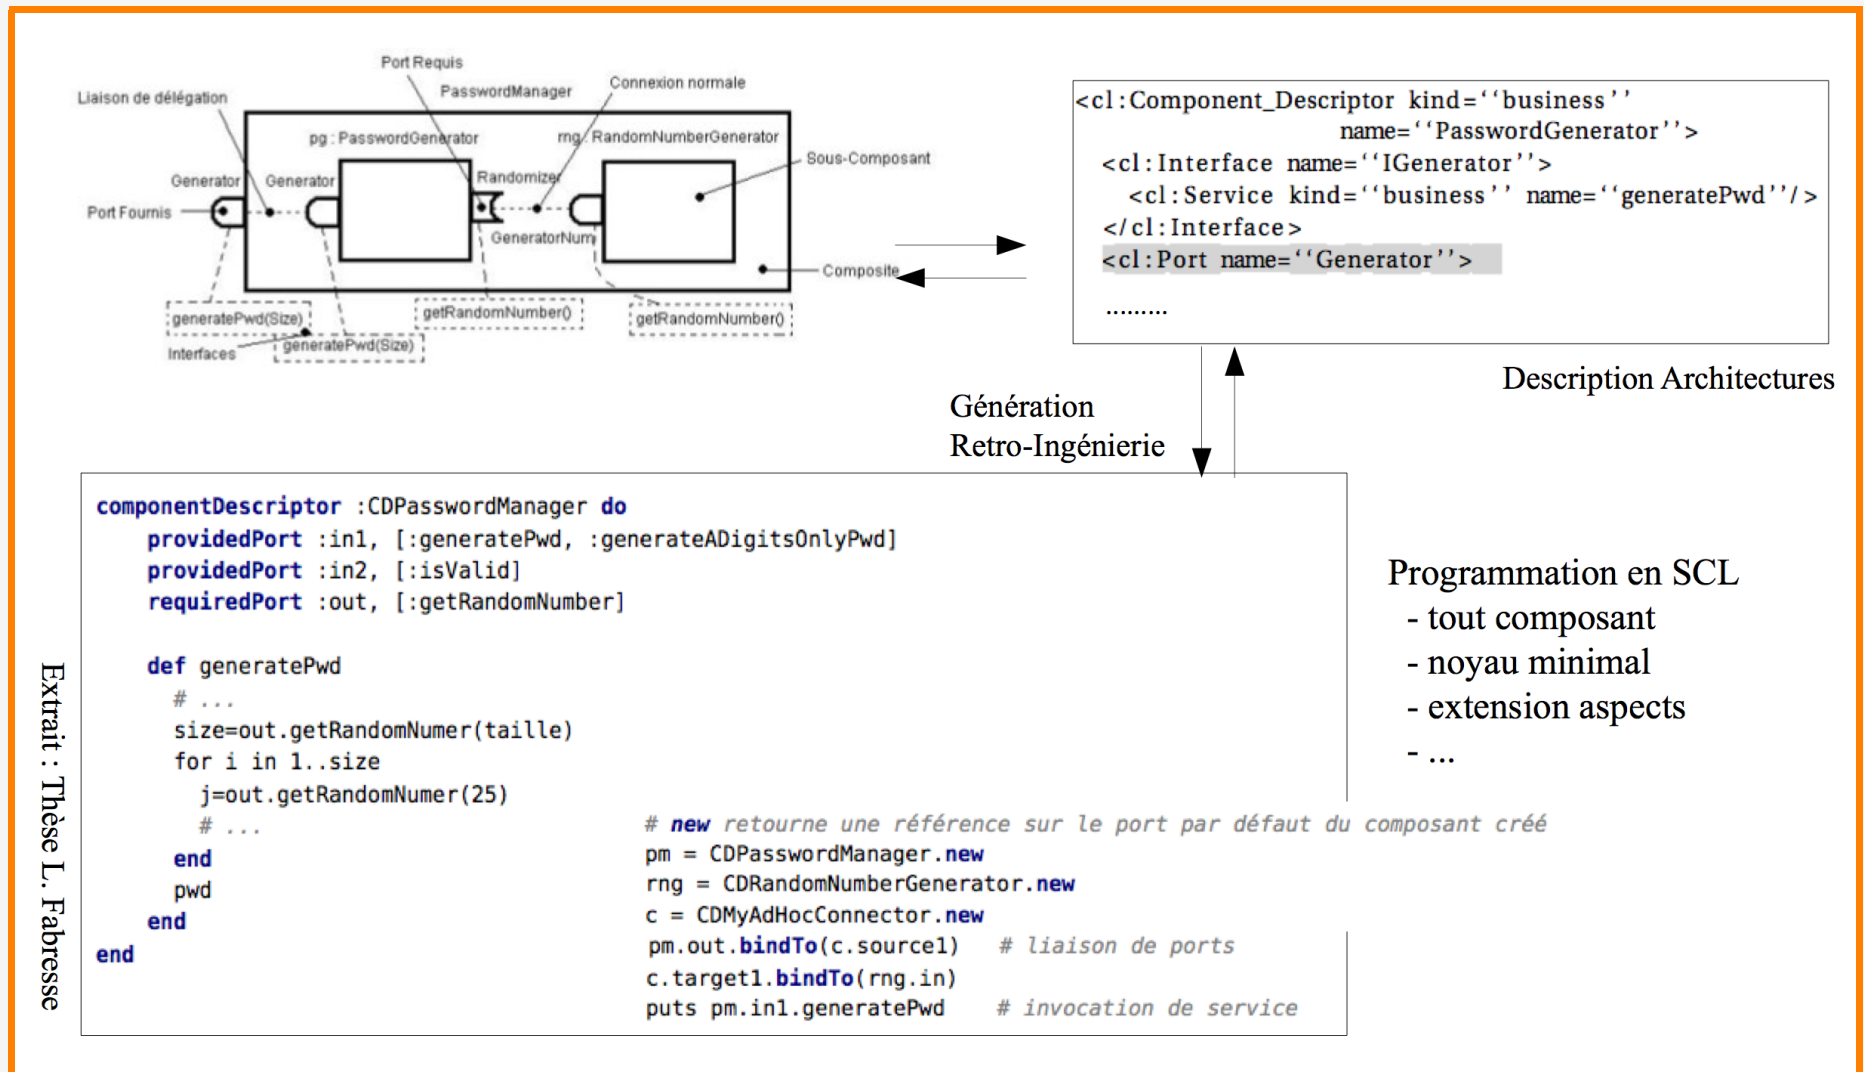 Port Requis
Connexion normale
Liaison de délégation
PasswordManager
pg : PasswordGenerator
rng : RandomNumberGenerator
Sous-Composant
Generator
Generator
Randomizer
Port Fournis
GeneratorNum
Composite
generatePwd(Size)
getRandomNumber()
getRandomNumber()
Interfaces
generatePwd(Size)
<cl:Component_Descriptor kind=‘‘business’’
name=‘‘PasswordGenerator’’>
<cl:Interface name=‘‘IGenerator’’>
<cl:Service kind=‘‘business’’ name=‘‘generatePwd’’/>
</cl:Interface>
<cl:Port name=‘‘Generator’’>
.........
Description Architectures
Génération
Retro-Ingénierie
componentDescriptor :CDPasswordManager do
providedPort :in1, [:generatePwd, :generateADigitsOnlyPwd]
providedPort :in2, [:isValid]
requiredPort :out, [:getRandomNumber]
def generatePwd
# ...
size=out.getRandomNumer(taille)
for i in 1..size
j=out.getRandomNumer(25)
# ...
end
pwd
end
end
# new retourne une référence sur le port par défaut du composant créé
pm = CDPasswordManager.new
rng = CDRandomNumberGenerator.new
c = CDMyAdHocConnector.new
pm.out.bindTo(c.source1) # liaison de ports
c.target1.bindTo(rng.in)
puts pm.in1.generatePwd # invocation de service
Programmation en SCL
- tout composant
- noyau minimal
- extension aspects
- ...
Extrait : Thèse L. Fabresse